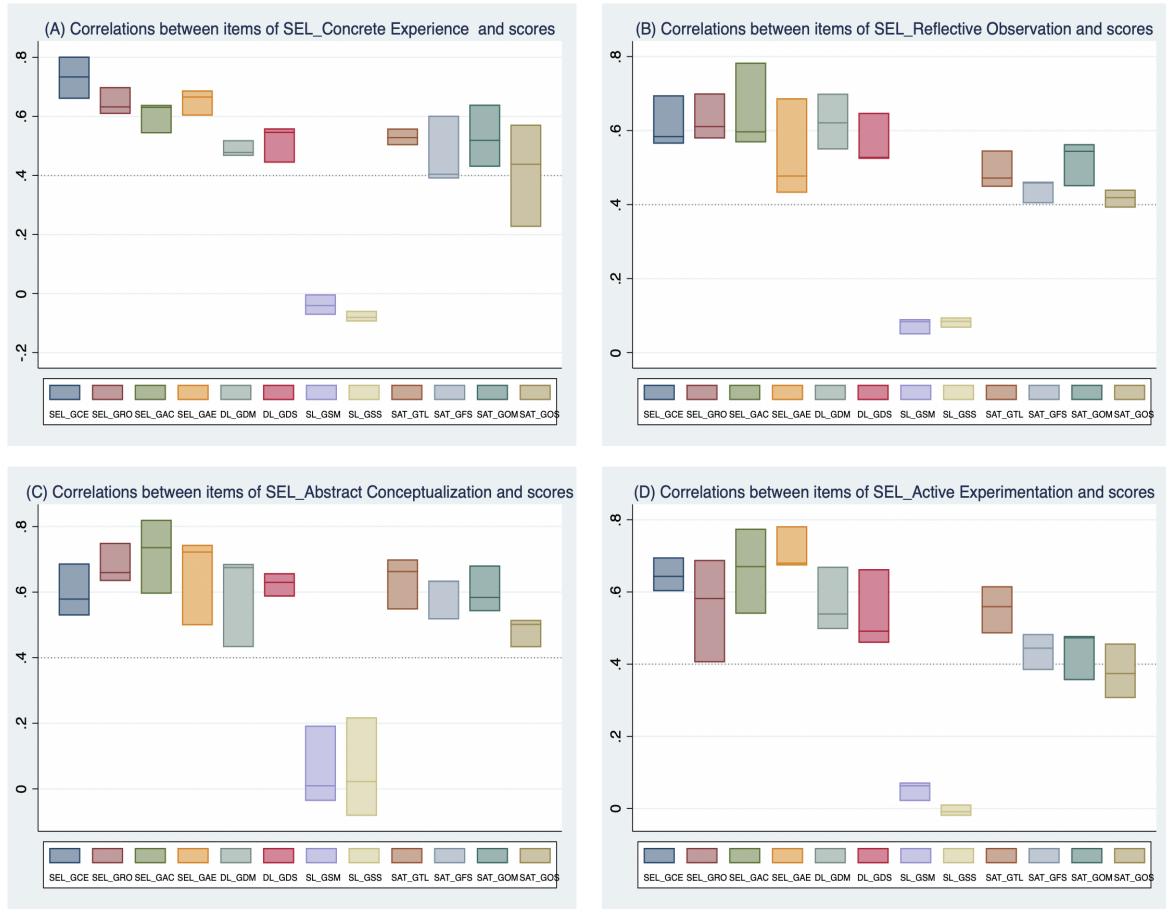 (A) Correlations between items of SEL_Concrete Experience and scores
.8
.6
.4
.2
0
-.2
SEL_GCE SEL_GRO SEL_GAC SEL_GAE DL_GDM DL_GDS SL_GSM SL_GSS SAT_GTL SAT_GFS SAT_GOM SAT_GOS
(B) Correlations between items of SEL_Reflective Observation and scores
.8
.6
.4
.2
0
SEL_GCE SEL_GRO SEL_GAC SEL_GAE DL_GDM DL_GDS SL_GSM SL_GSS SAT_GTL SAT_GFS SAT_GOM SAT_GOS
(C) Correlations between items of SEL_Abstract Conceptualization and scores
.8
.6
.4
.2
0
SEL_GCE SEL_GRO SEL_GAC SEL_GAE DL_GDM DL_GDS SL_GSM SL_GSS SAT_GTL SAT_GFS SAT_GOM SAT_GOS
(D) Correlations between items of SEL_Active Experimentation and scores
.8
.6
.4
.2
0
SEL_GCE SEL_GRO SEL_GAC SEL_GAE DL_GDM DL_GDS SL_GSM SL_GSS SAT_GTL SAT_GFS SAT_GOM SAT_GOS